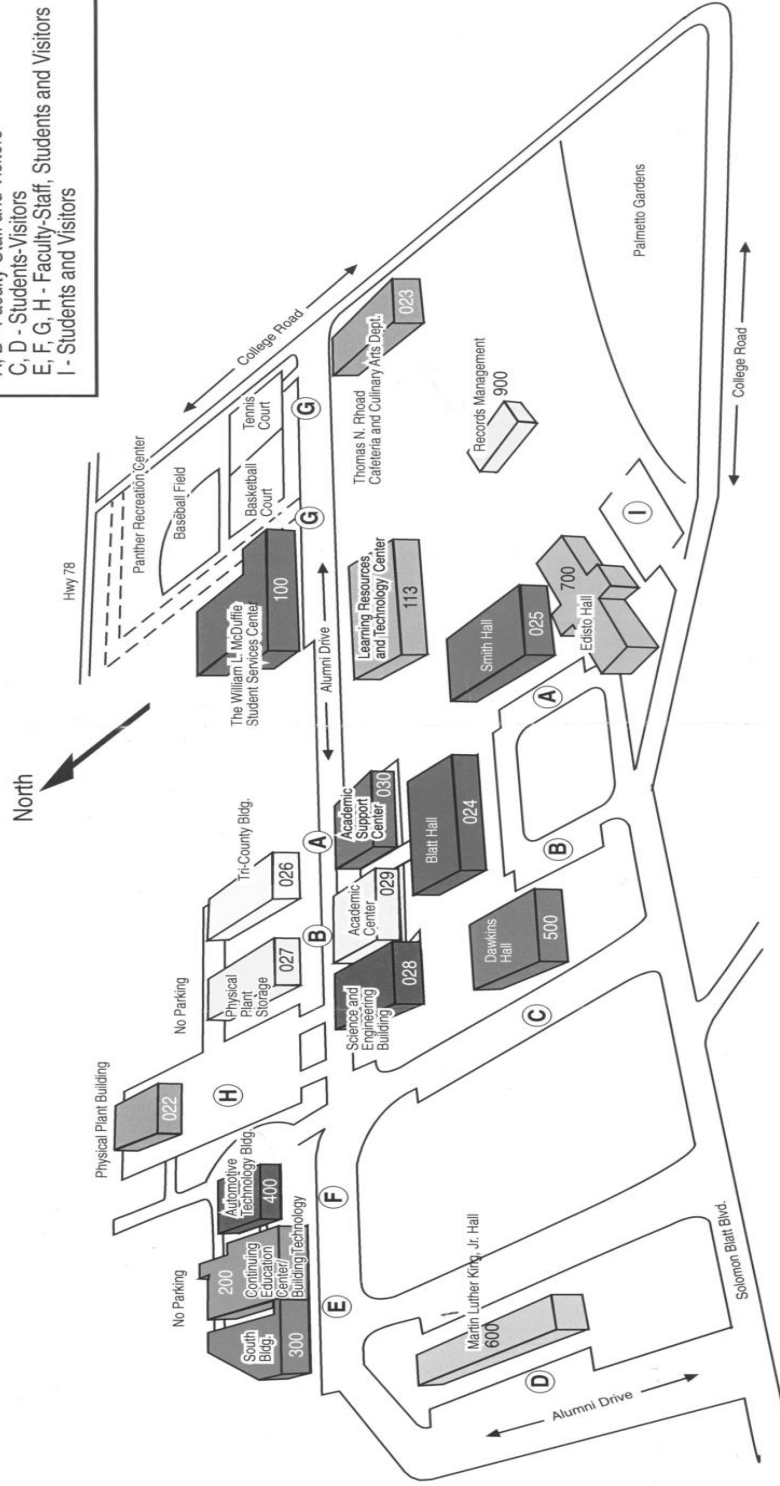 A, B - Faculty-Staff and Visitors
C, D - Students-Visitors
E, F, G, H - Faculty-Staff, Students and Visitors
I - Students and Visitors
North
Hwy 78
Panther Recreation Center
Baseball Field
Basketball
Court
Tennis
Court
College Road
G
G
The William L. McDuffie
Student Services Center
100
Alumni Drive
Physical Plant Building
022
No Parking
H
Tri-County Bldg.
026
Physical
Plant
Storage
027
A
B
No Parking
Automotive
Technology Bldg.
400
200
Continuing
Education
Center/
Building Technology
South
Bldg.
300
F
E
Science and
Engineering
Building
028
Academic
Center
029
Academic
Support
Center
030
Learning Resources
and Technology Center
113
Thomas N. Rhoad
Cafeteria and Culinary Arts Dept.
023
Records Management
900
Palmetto Gardens
Blatt Hall
024
Smith Hall
025
700
Edisto Hall
I
A
B
Dawkins
Hall
500
C
Martin Luther King, Jr. Hall
600
D
Alumni Drive
Solomon Blatt Blvd.
College Road